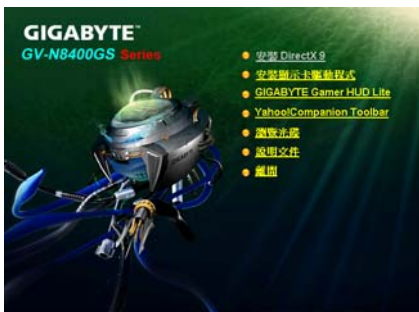 GIGABYTE™
GV-N8400GS Series
安裝 DirectX 9
安裝顯示卡驅動程式
GIGABYTE Gamer HUD Lite
Yahoo!Companion Toolbar
瀏覽光碟
說明文件
離開
GIGABYTE